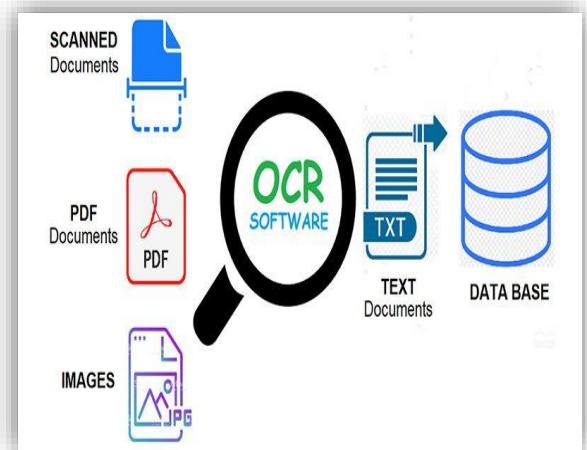 SCANNED
Documents
PDF
Documents
PDF
IMAGES
JPG
OCR
SOFTWARE
TXT
TEXT
Documents
DATA BASE